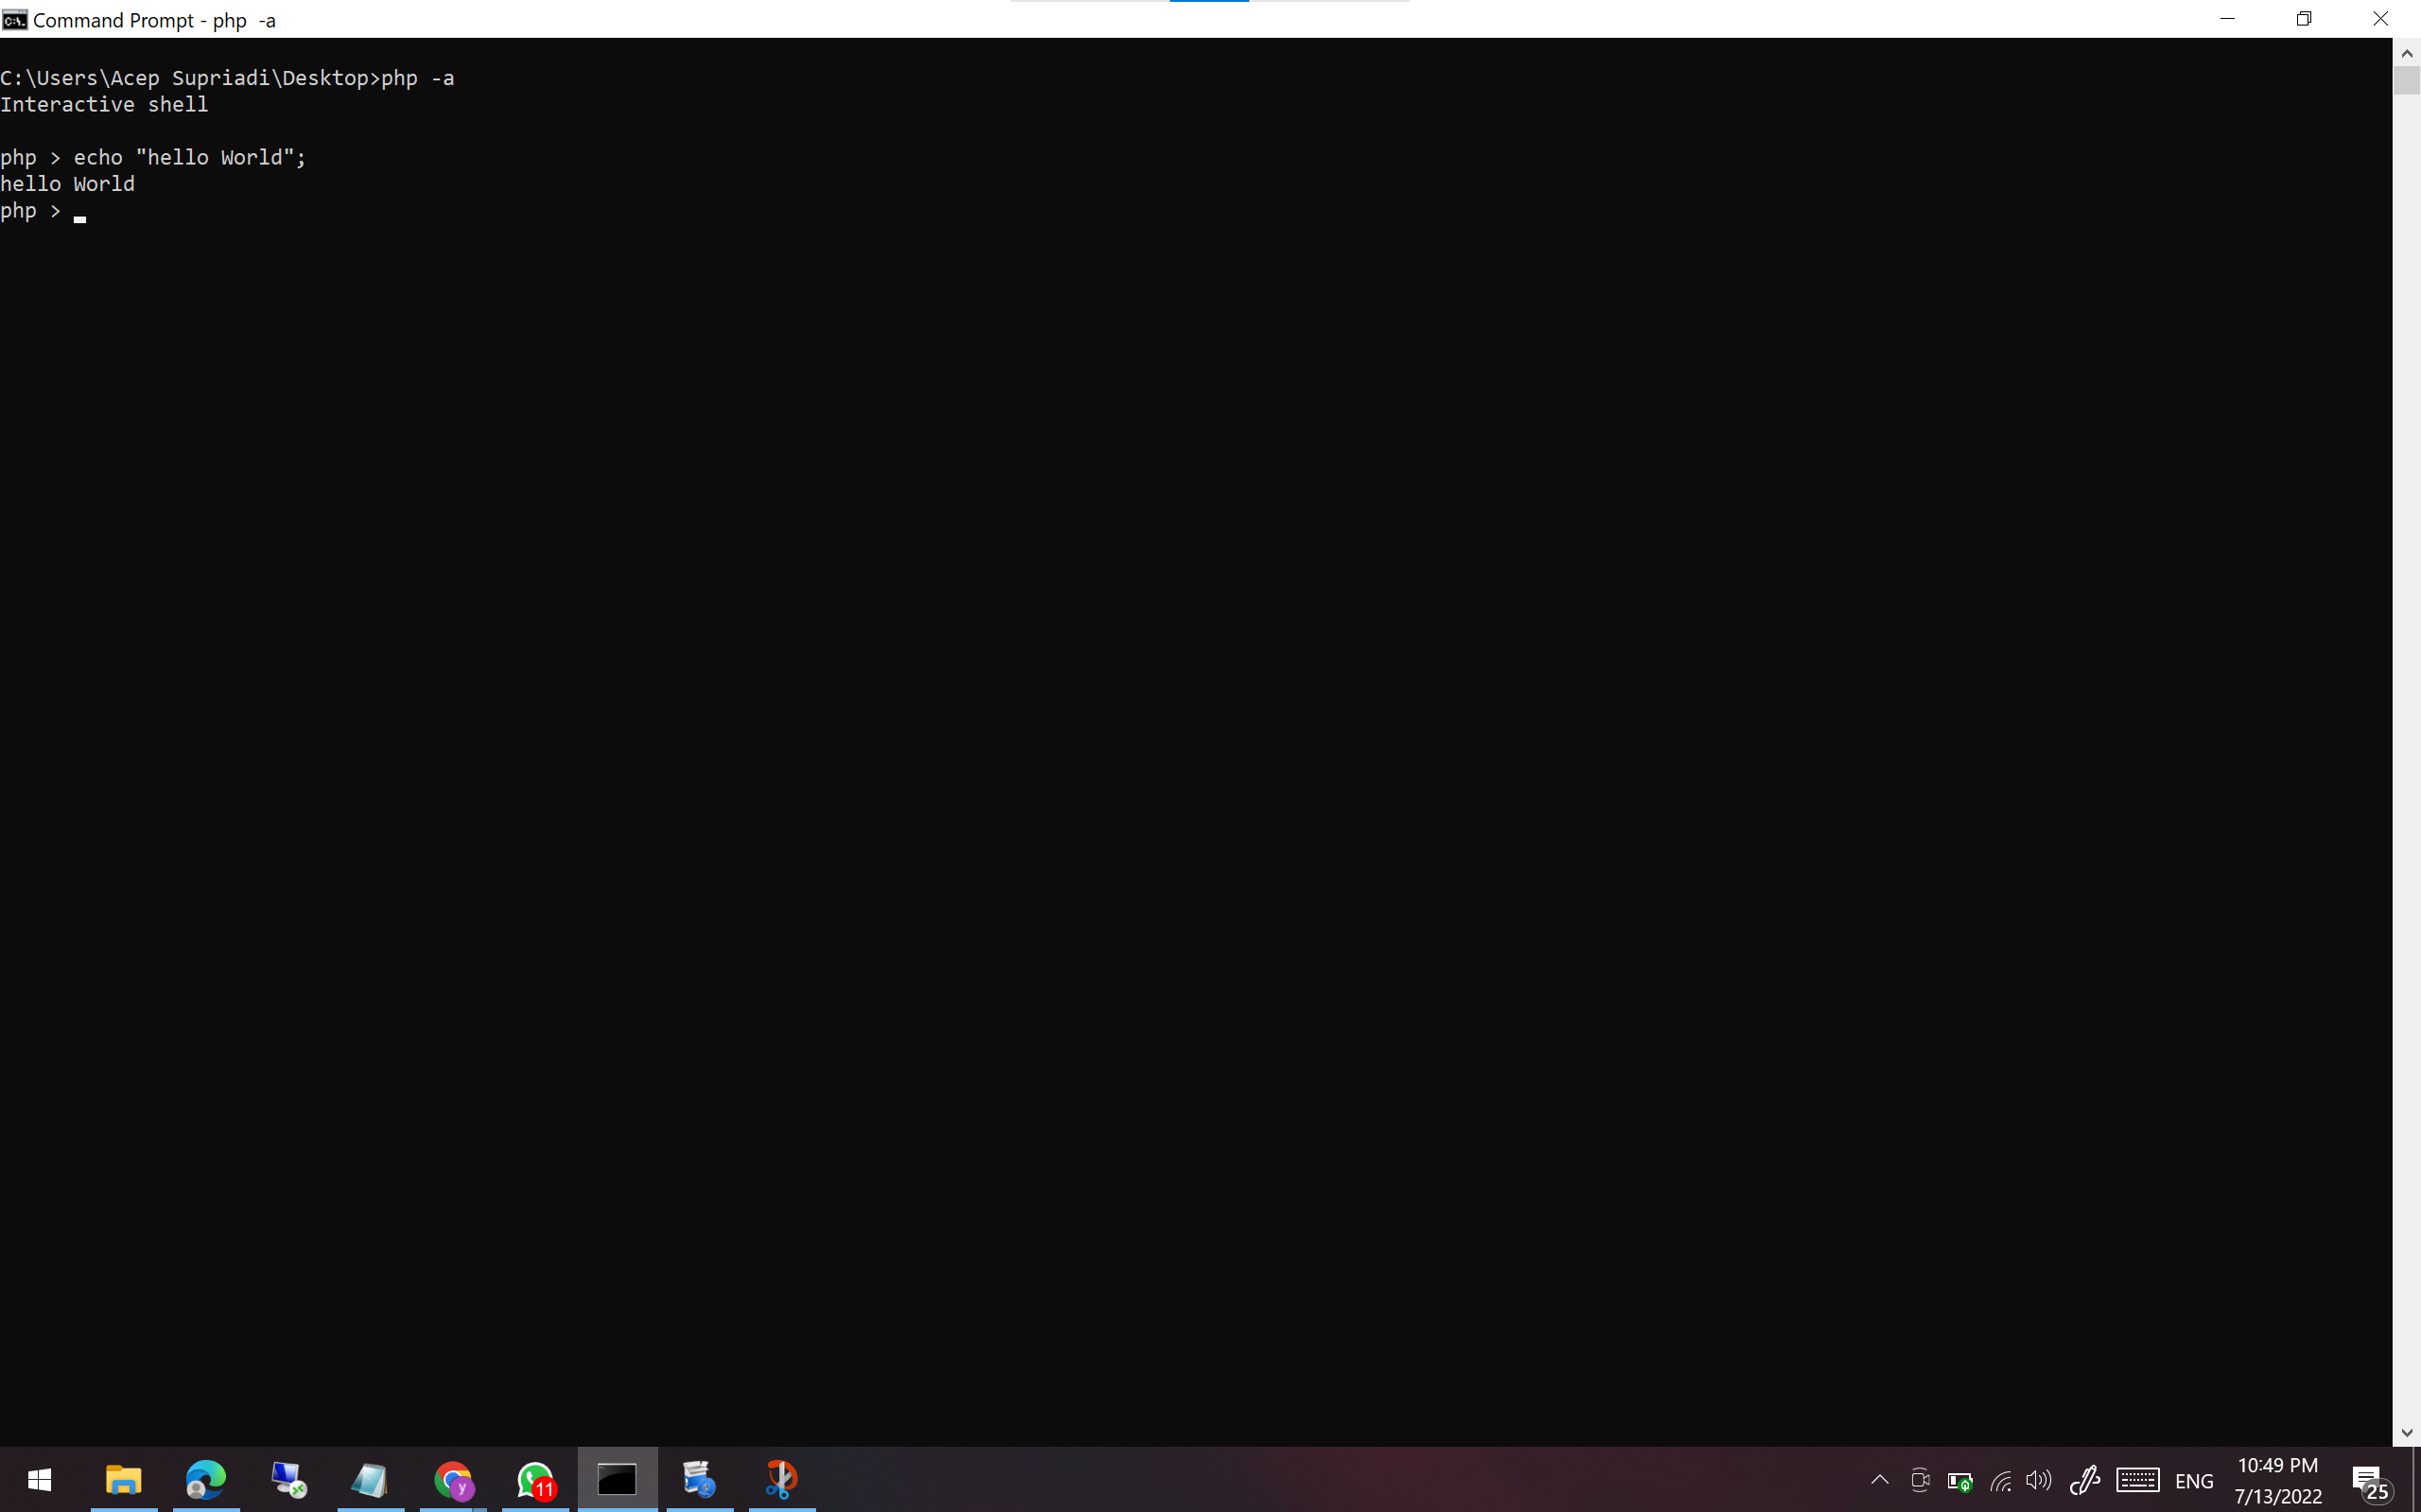 Command Prompt - php  -a
C:\Users\Acep Supriadi\Desktop>php -a
Interactive shell
php > echo "hello World";
hello World
php >
y
11
ENG
10:49 PM
7/13/2022
25